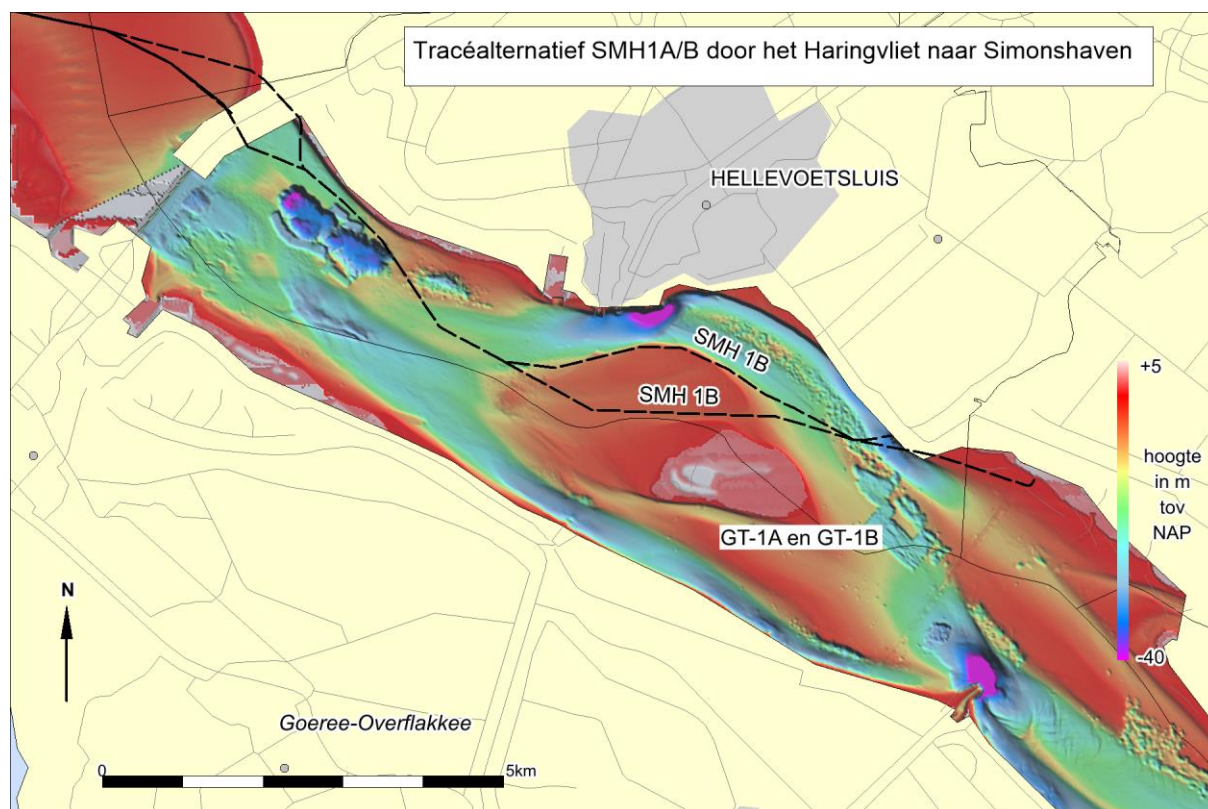 Tracéalternatief SMH1A/B door het Haringvliet naar Simonshaven
HELLEVOETSLUIS
SMH 1B
SMH 1B
+5
hoogte
in m
tov
NAP
-40
GT-1A en GT-1B
N
Goeree-Overflakkee
0
5km